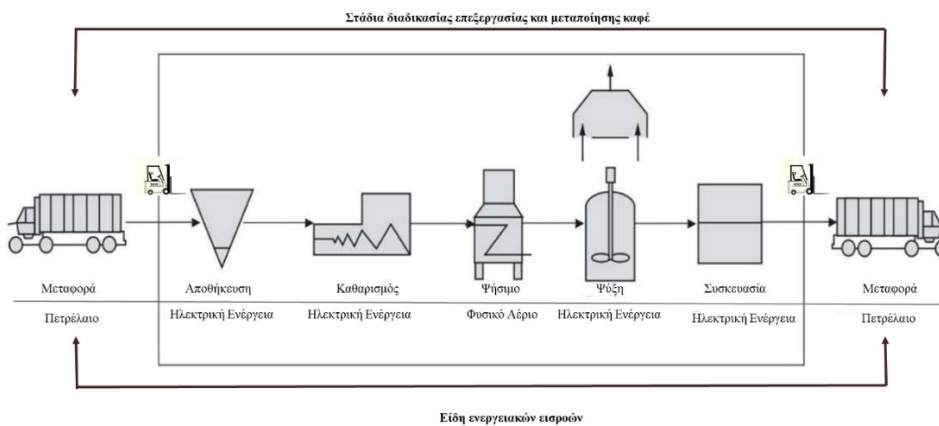 Στάδια διαδικασίας επεξεργασίας και μεταποίησης καφέ
Μεταφορά Αποθήκευση Καθαρισμός Ψήσιμο Ψύξη Συσκευασία Μεταφορά
Πετρέλαιο Ηλεκτρική Ενέργεια Ηλεκτρική Ενέργεια Φυσικό Αέριο Ηλεκτρική Ενέργεια Ηλεκτρική Ενέργεια Πετρέλαιο
Είδη ενεργειακών εισροών